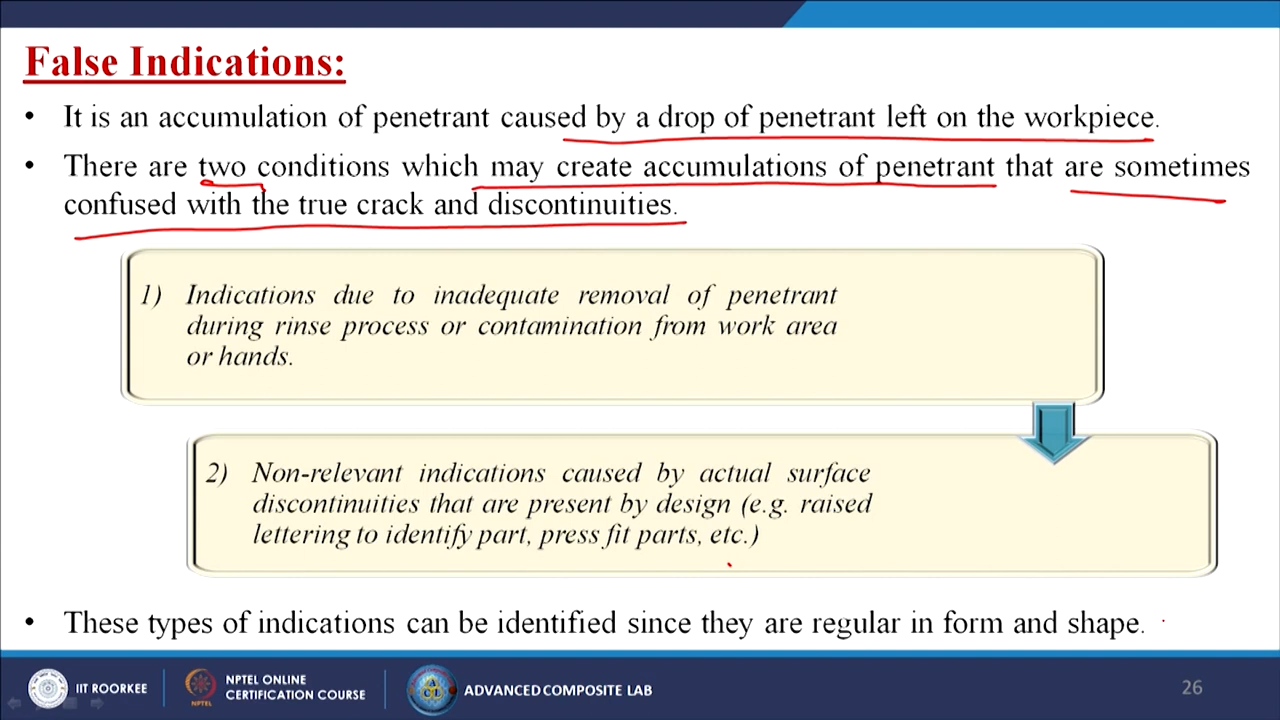 False Indications:
• It is an accumulation of penetrant caused by a drop of penetrant left on the workpiece.
• There are two conditions which may create accumulations of penetrant that are sometimes
confused with the true crack and discontinuities.
1) Indications due to inadequate removal of penetrant
during rinse process or contamination from work area
or hands.
2) Non-relevant indications caused by actual surface
discontinuities that are present by design (e.g. raised
lettering to identify part, press fit parts, etc.)
• These types of indications can be identified since they are regular in form and shape.
IIT ROORKEE
NPTEL
NPTEL ONLINE
CERTIFICATION COURSE
ADVANCED COMPOSITE LAB
26